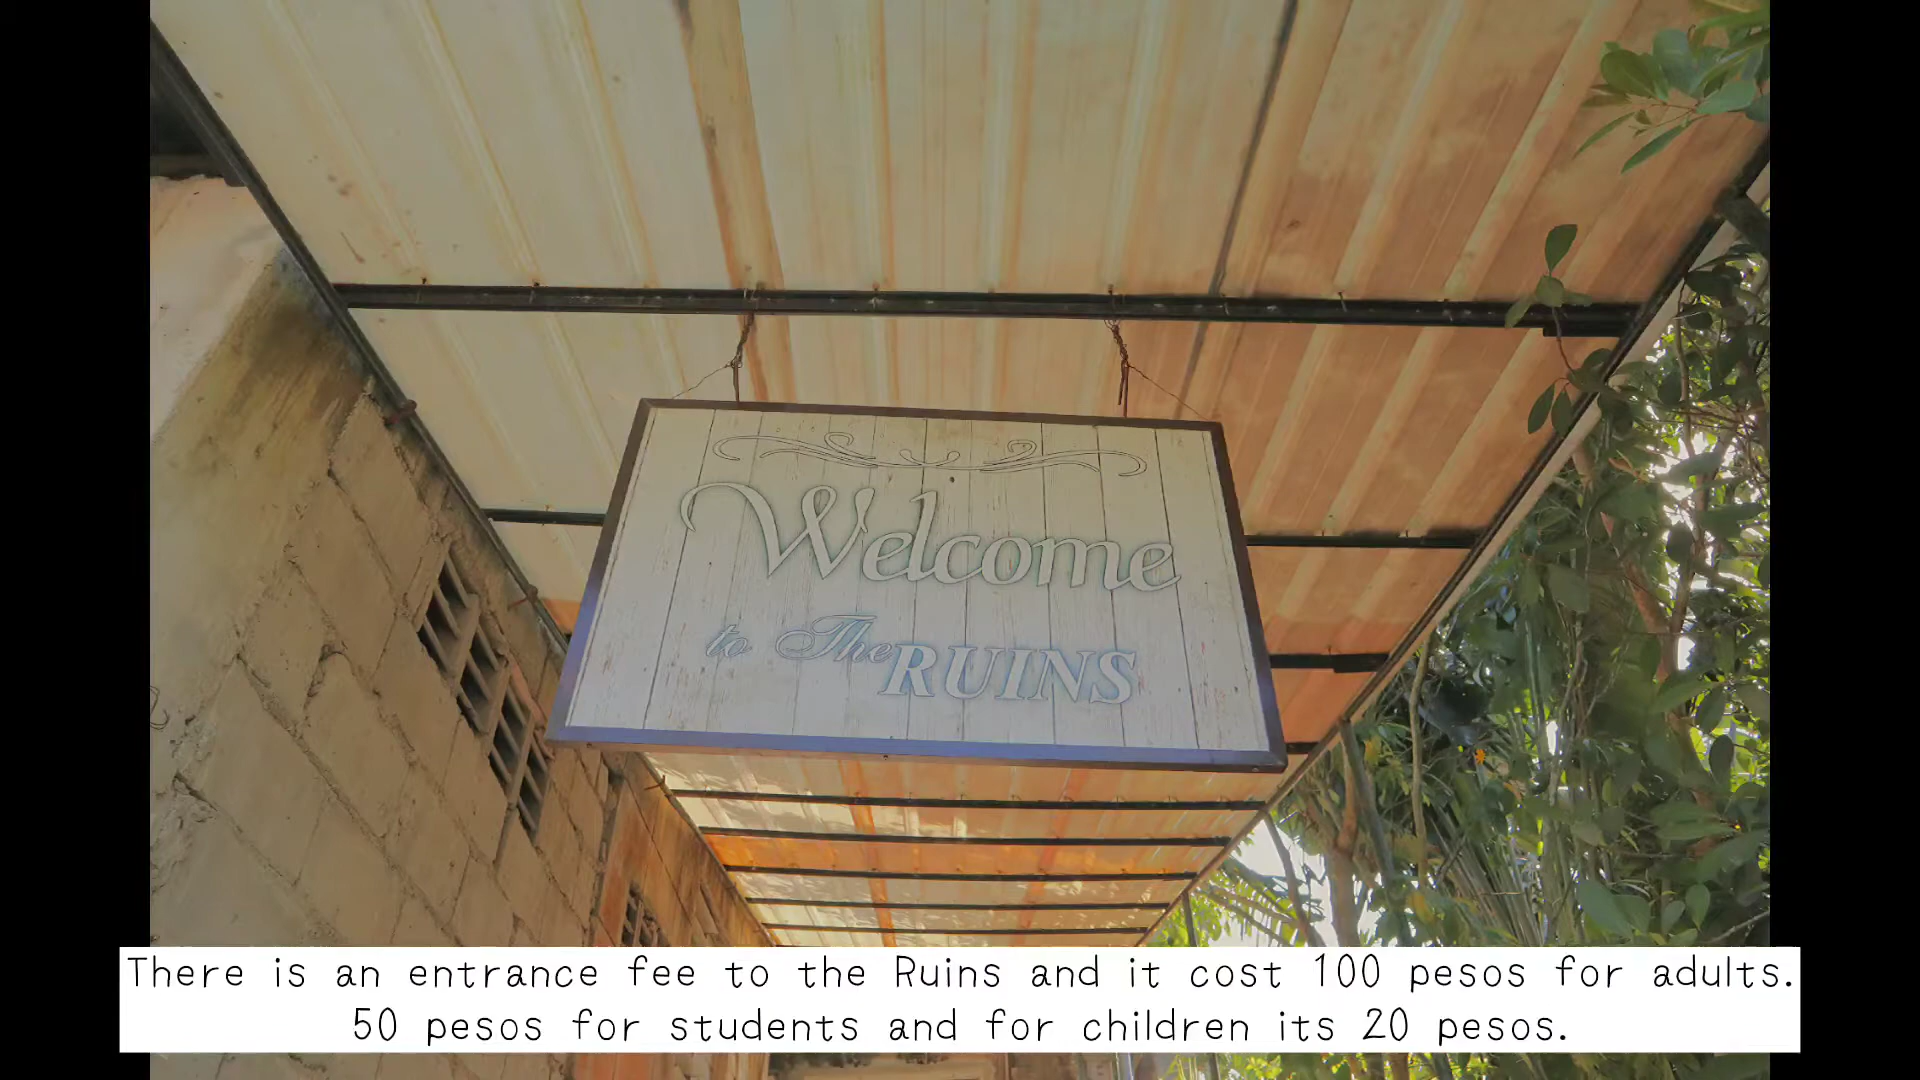 Welcome
to The RUINS
There is an entrance fee to the Ruins and it cost 100 pesos for adults.
50 pesos for students and for children its 20 pesos.